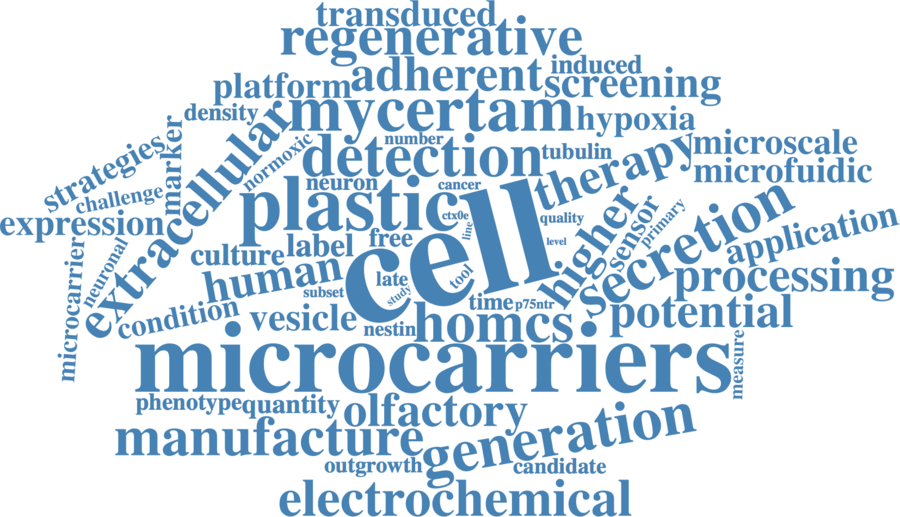 transduced
regenerative
induced
platform
adherent
screening
density
mycertam
hypoxia
marker
strategies
extracellular
normoxic
number
detection
tubulin
therapy
microscale
microfuidic
challenge
neuron
cancer
expression
plastic
ctx0e
line
cell
quality
level
higher
sensor
primary
secretion
application
neuronal
microcarrier
culture
label
free
human
late
subset
study
tool
time
p75ntr
processing
potential
condition
vesicle
nestin
homcs
microcarriers
measure
phenotype
quantity
olfactory
manufacture
generation
outgrowth
candidate
electrochemical